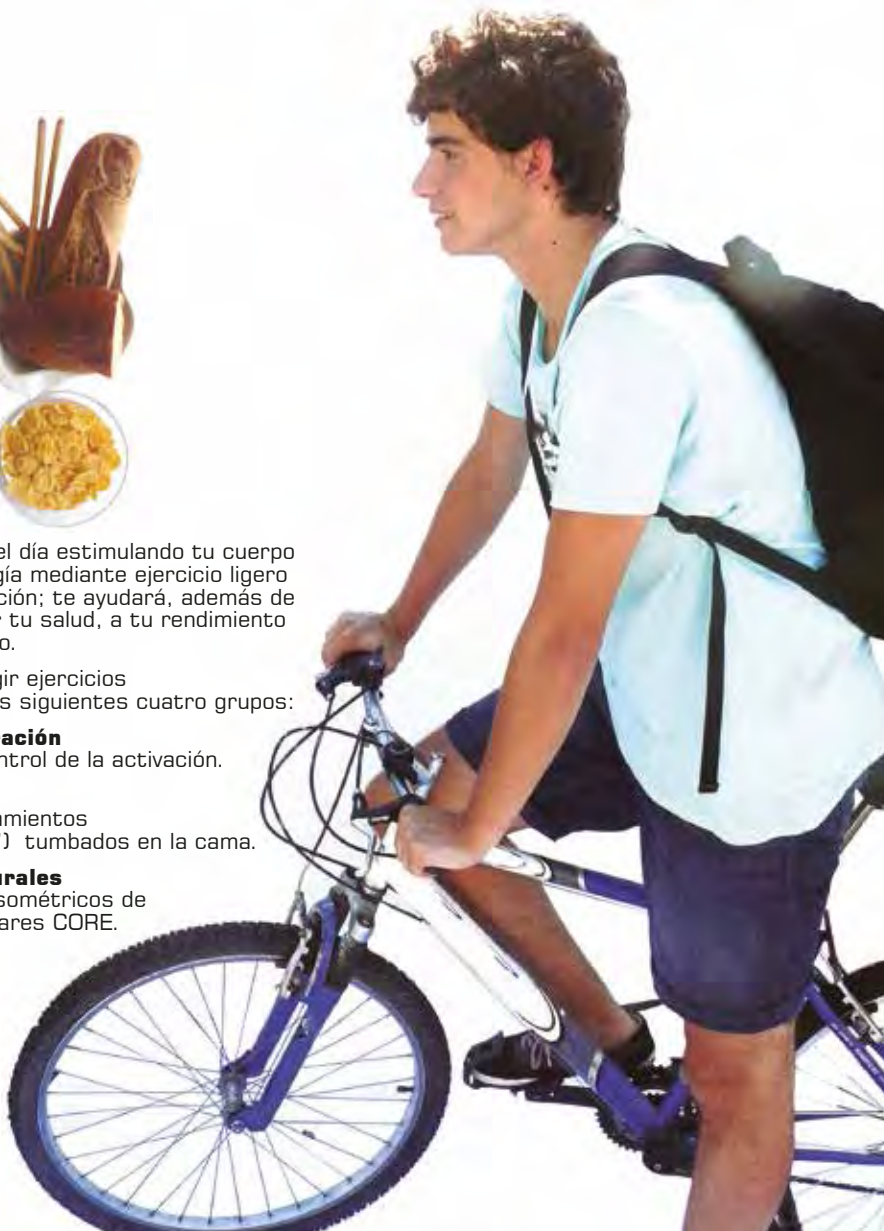 el día estimulando tu cuerpo
gía mediante ejercicio ligero
ción; te ayudará, además de
r tu salud, a tu rendimiento
o.
gir ejercicios
s siguientes cuatro grupos:
ación
ntrol de la activación.
amientos
") tumbados en la cama.
urales
sométricos de
ares CORE.